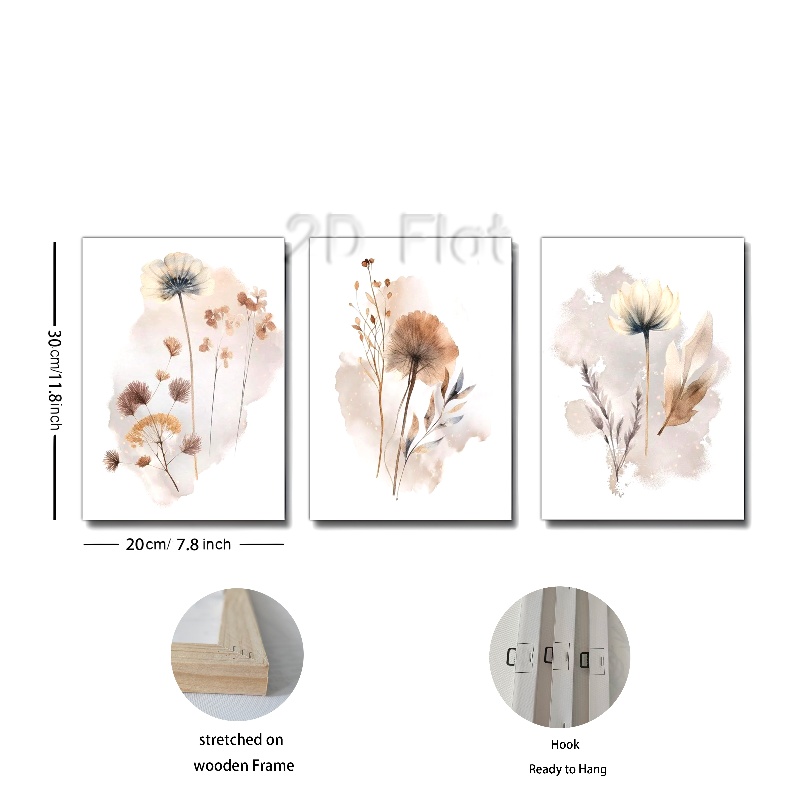 2D Flat
30cm/11.8inch
20cm/ 7.8 inch
stretched on
wooden Frame
Hook
Ready to Hang